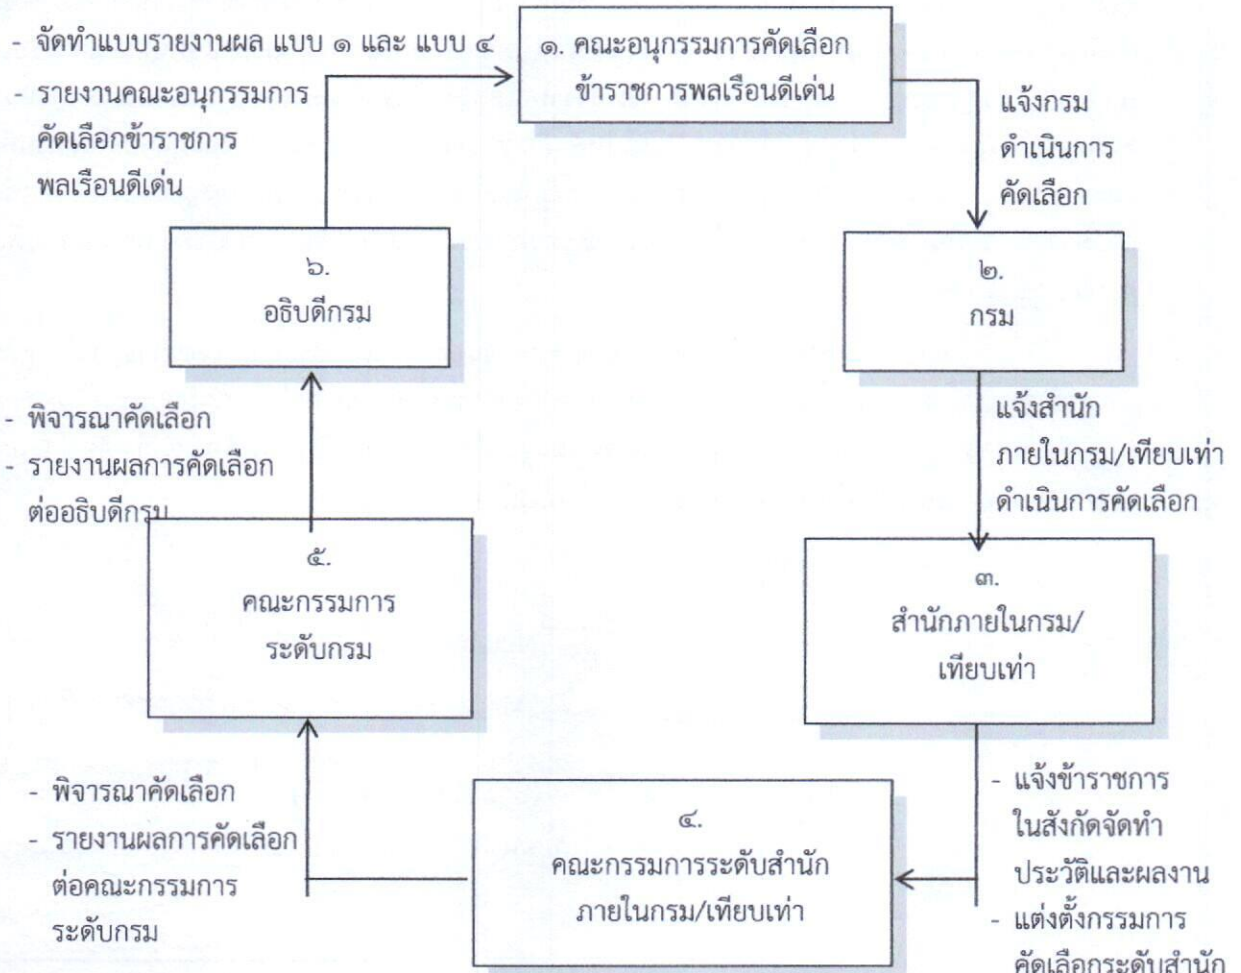 - จัดทำแบบรายงานผล แบบ ๑ และ แบบ ๔
- รายงานคณะอนุกรรมการ
คัดเลือกข้าราชการ
พลเรือนดีเด่น
๑. คณะอนุกรรมการคัดเลือก
ข้าราชการพลเรือนดีเด่น
แจ้งกรม
ดำเนินการ
คัดเลือก
๒.
กรม
แจ้งสำนัก
ภายในกรม/เทียบเท่า
ดำเนินการคัดเลือก
๓.
สำนักภายในกรม/
เทียบเท่า
- แจ้งข้าราชการ
ในสังกัดจัดทำ
ประวัติและผลงาน
- แต่งตั้งกรรมการ
คัดเลือกระดับสำนัก
๔.
คณะกรรมการระดับสำนัก
ภายในกรม/เทียบเท่า
- พิจารณาคัดเลือก
- รายงานผลการคัดเลือก
ต่อคณะกรรมการ
ระดับกรม
๕.
คณะกรรมการ
ระดับกรม
- พิจารณาคัดเลือก
- รายงานผลการคัดเลือก
ต่ออธิบดีกรม
๖.
อธิบดีกรม